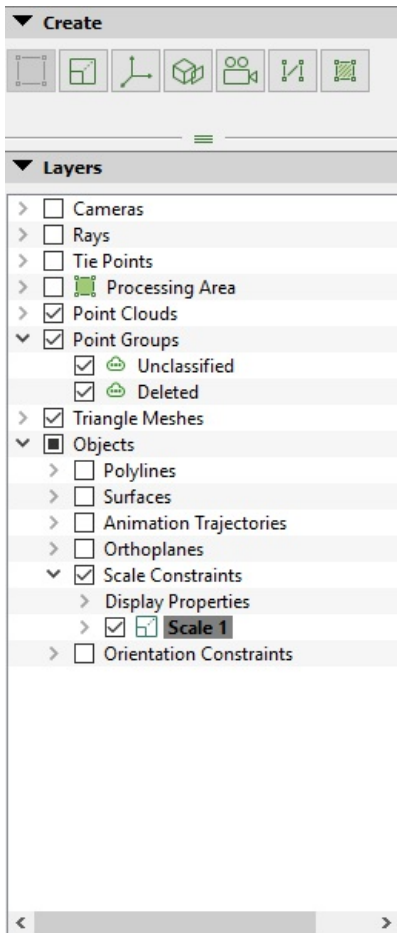 Create
Layers
Cameras
Rays
Tie Points
Processing Area
Point Clouds
Point Groups
Unclassified
Deleted
Triangle Meshes
Objects
Polylines
Surfaces
Animation Trajectories
Orthoplanes
Scale Constraints
Display Properties
Scale 1
Orientation Constraints